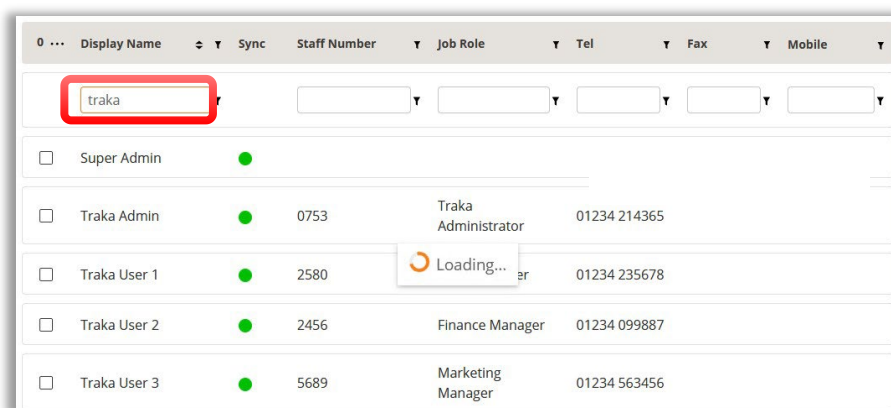 0 ... Display Name Sync Staff Number Job Role Tel Fax Mobile
traka
Super Admin
Traka Admin 0753 Traka Administrator 01234 214365
Loading...
Traka User 1 2580 er 01234 235678
Traka User 2 2456 Finance Manager 01234 099887
Traka User 3 5689 Marketing Manager 01234 563456